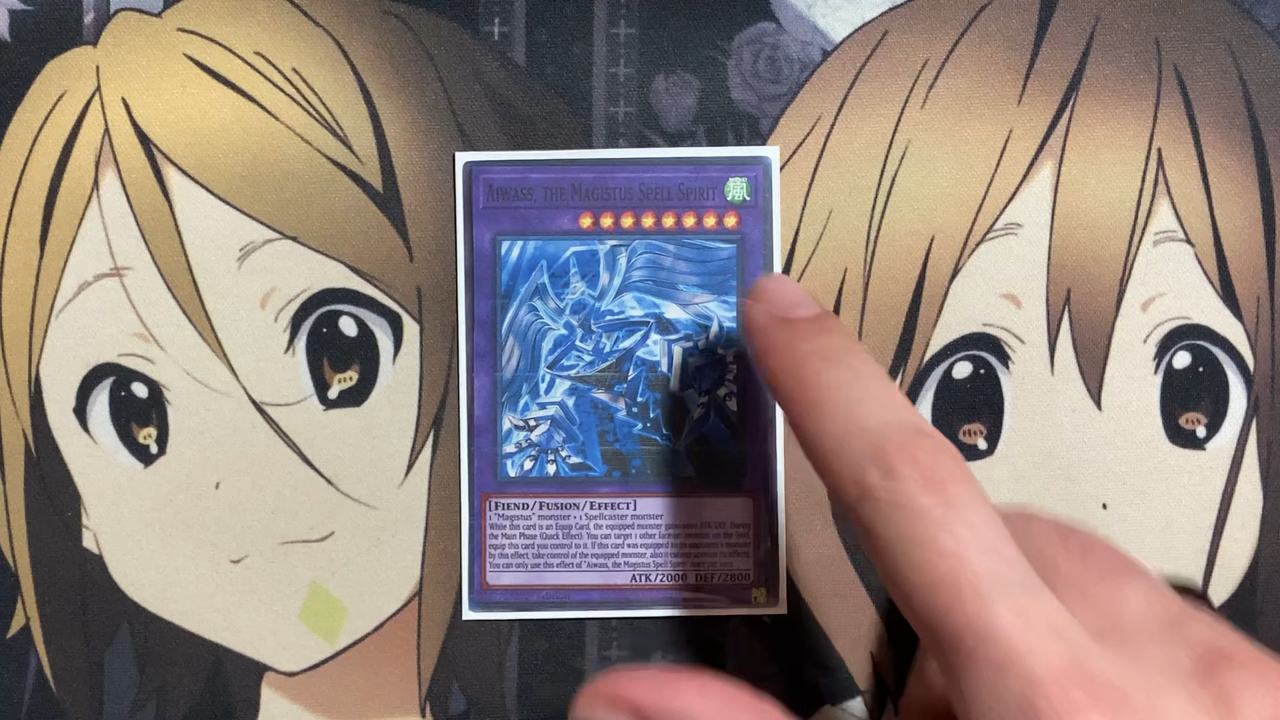 AIWASS, THE MAGISTUS SPELL SPIRIT
WIND
風
[FIEND/FUSION/EFFECT]
1 "Magistus" monster + 1 Spellcaster monster
While this card is an Equip Card, the equipped monster gains ATK/DEF. During
the Main Phase (Quick Effect): You can target 1 other face-up monster on the field;
equip this card you control to it. If this card was equipped to an opponent's monster
by this effect, take control of the equipped monster, also it cannot activate its effects.
You can only use this effect of "Aiwass, the Magistus Spell Spirit" once per turn.
ATK/2000 DEF/2800